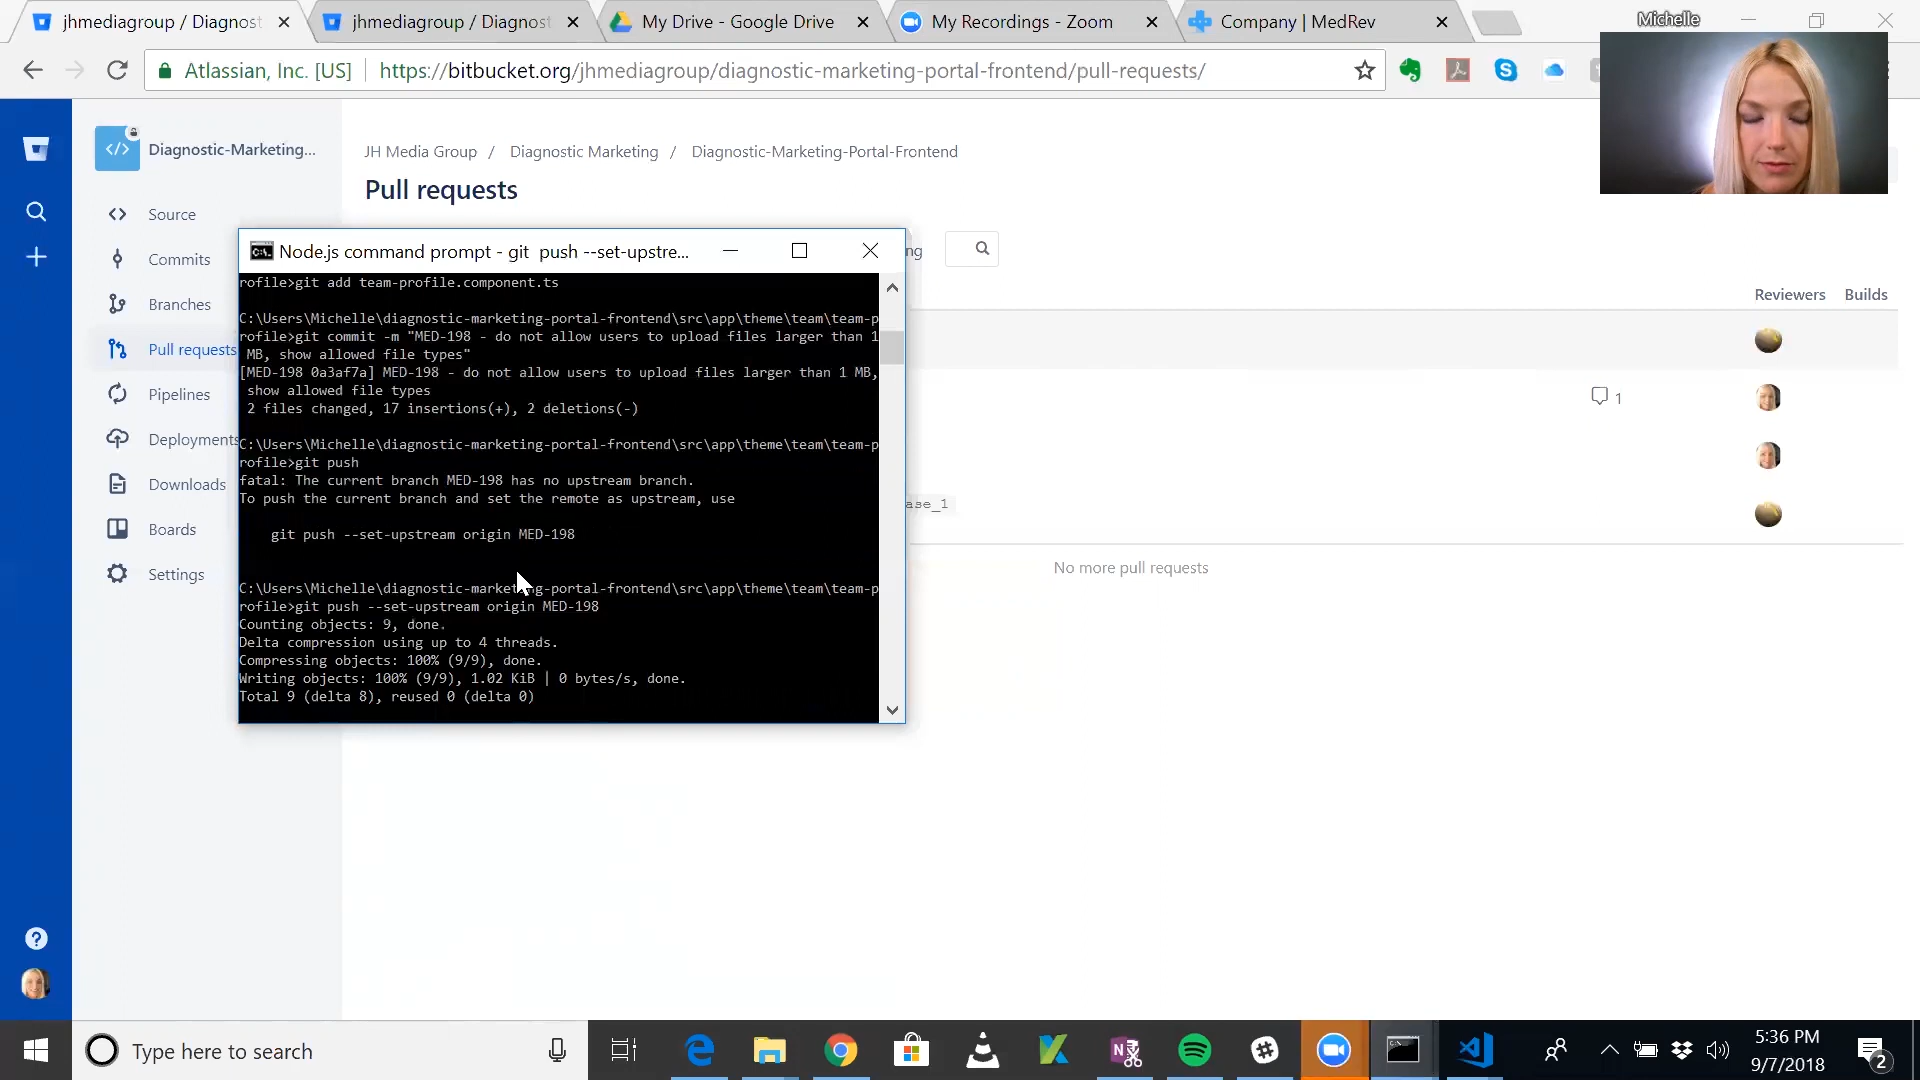 jhmediagroup / Diagnost
jhmediagroup / Diagnost
My Drive - Google Drive
My Recordings - Zoom
Company | MedRev
Michelle
Atlassian, Inc. [US]
https://bitbucket.org/jhmediagroup/diagnostic-marketing-portal-frontend/pull-requests/
Diagnostic-Marketing...
Source
Commits
Branches
Pull requests
Pipelines
Deployments
Downloads
Boards
Settings
JH Media Group / Diagnostic Marketing / Diagnostic-Marketing-Portal-Frontend
Pull requests
ng
Reviewers Builds
1
ase_1
No more pull requests
Node.js command prompt - git push --set-upstre...
rofile>git add team-profile.component.ts
C:\Users\Michelle\diagnostic-marketing-portal-frontend\src\app\theme\team\team-p
rofile>git commit -m "MED-198 - do not allow users to upload files larger than 1
MB, show allowed file types"
[MED-198 0a3af7a] MED-198 - do not allow users to upload files larger than 1 MB,
show allowed file types
2 files changed, 17 insertions(+), 2 deletions(-)
C:\Users\Michelle\diagnostic-marketing-portal-frontend\src\app\theme\team\team-p
rofile>git push
fatal: The current branch MED-198 has no upstream branch.
To push the current branch and set the remote as upstream, use
git push --set-upstream origin MED-198
C:\Users\Michelle\diagnostic-marketing-portal-frontend\src\app\theme\team\team-p
rofile>git push --set-upstream origin MED-198
Counting objects: 9, done.
Delta compression using up to 4 threads.
Compressing objects: 100% (9/9), done.
Writing objects: 100% (9/9), 1.02 KiB | 0 bytes/s, done.
Total 9 (delta 8), reused 0 (delta 0)
Type here to search
5:36 PM
9/7/2018
2